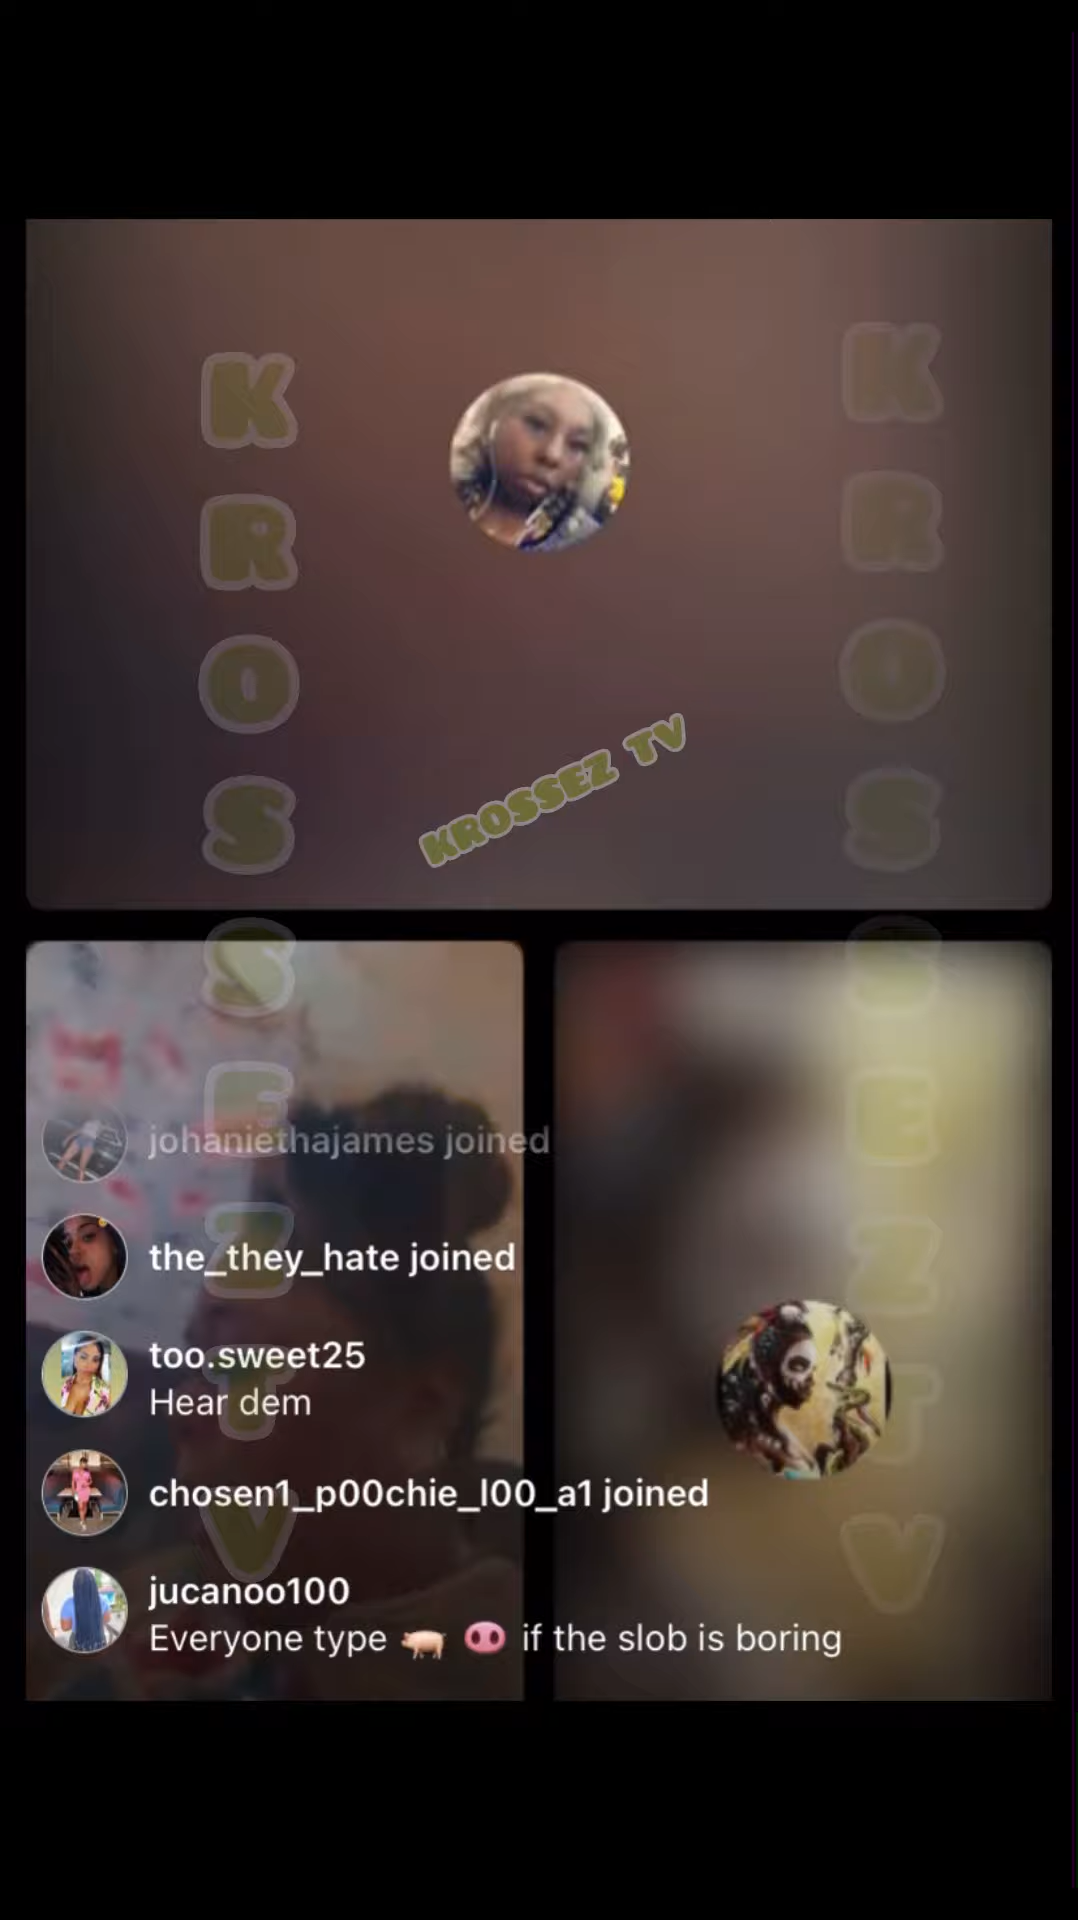 KROSSEZ TV
KROSSEZ TV
KROSSEZ TV
johaniethajames joined
the_they_hate joined
too.sweet25
Hear dem
chosen1_p00chie_l00_a1 joined
jucanoo100
Everyone type 🐖 🐽 if the slob is boring